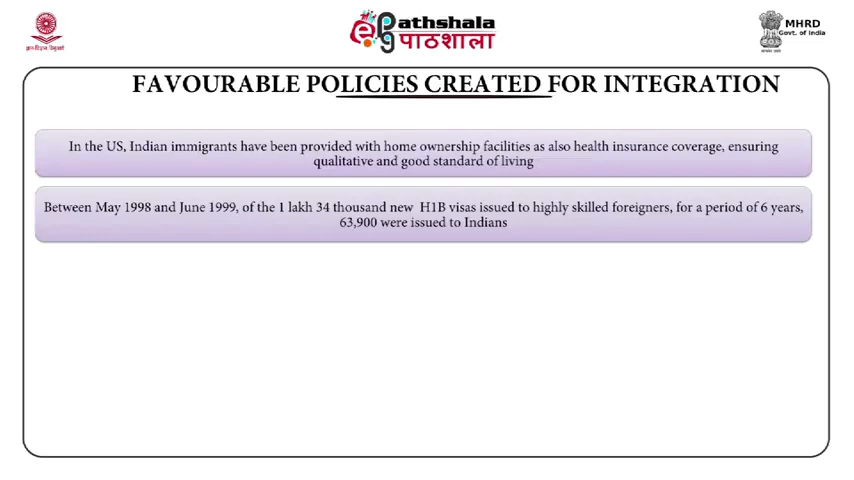 ज्ञान-विज्ञान विमुक्तये
ePathshala
पाठशाला
MHRD
Govt. of India
FAVOURABLE POLICIES CREATED FOR INTEGRATION
In the US, Indian immigrants have been provided with home ownership facilities as also health insurance coverage, ensuring
qualitative and good standard of living
Between May 1998 and June 1999, of the 1 lakh 34 thousand new H1B visas issued to highly skilled foreigners, for a period of 6 years,
63,900 were issued to Indians